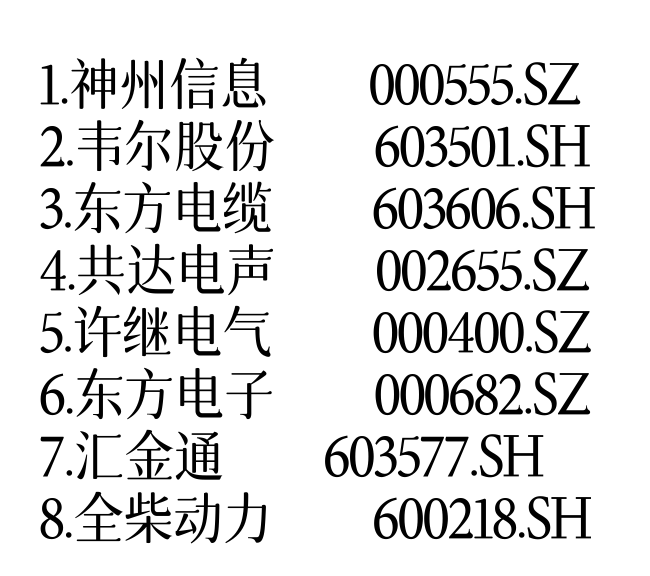 1.神州信息 000555.SZ
2.韦尔股份 603501.SH
3.东方电缆 603606.SH
4.共达电声 002655.SZ
5.许继电气 000400.SZ
6.东方电子 000682.SZ
7.汇金通 603577.SH
8.全柴动力 600218.SH